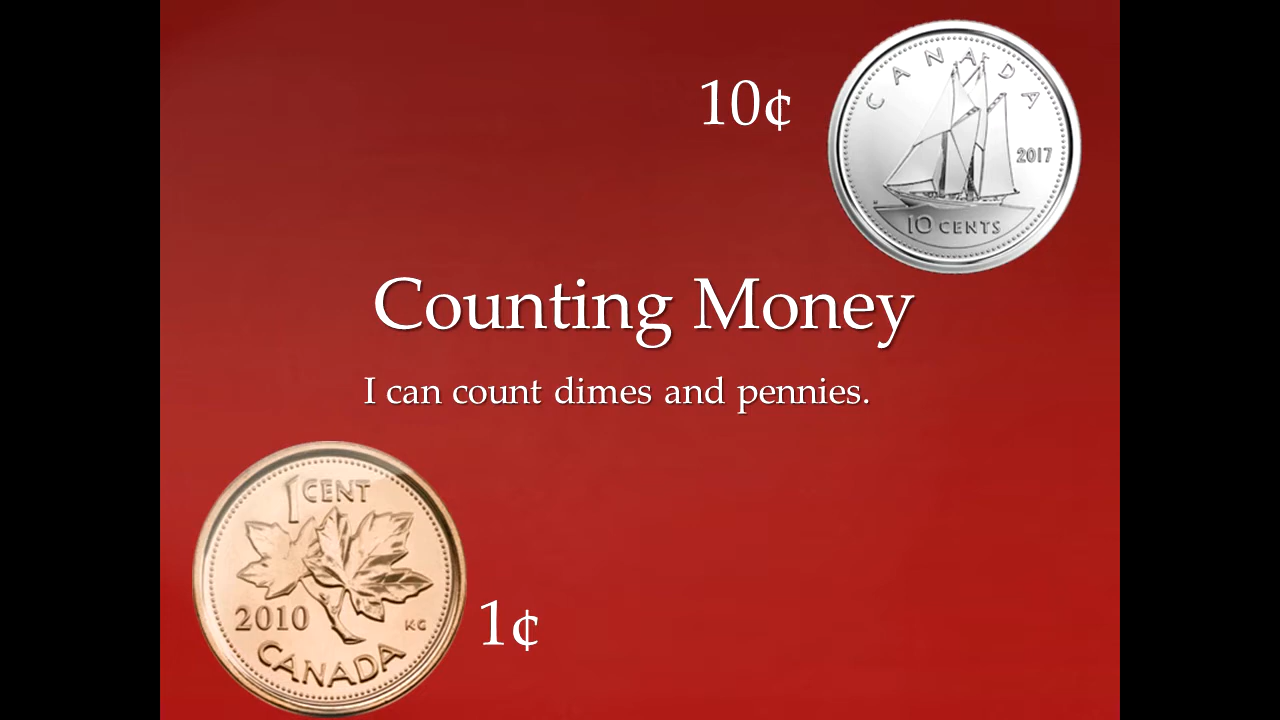 10¢
CANADA
2017
10 CENTS
Counting Money
I can count dimes and pennies.
1 CENT
2010 KG
CANADA
1¢